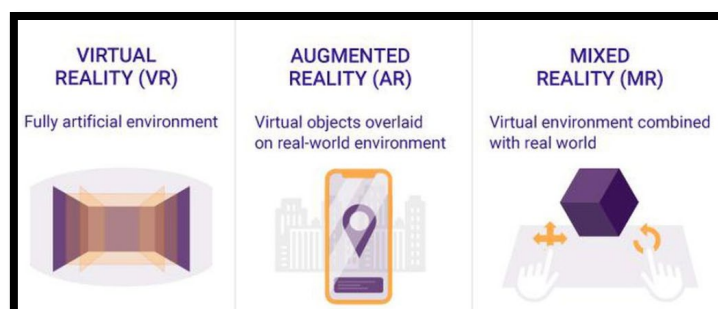 VIRTUAL
REALITY (VR)
Fully artificial environment
AUGMENTED
REALITY (AR)
Virtual objects overlaid
on real-world environment
MIXED
REALITY (MR)
Virtual environment combined
with real world